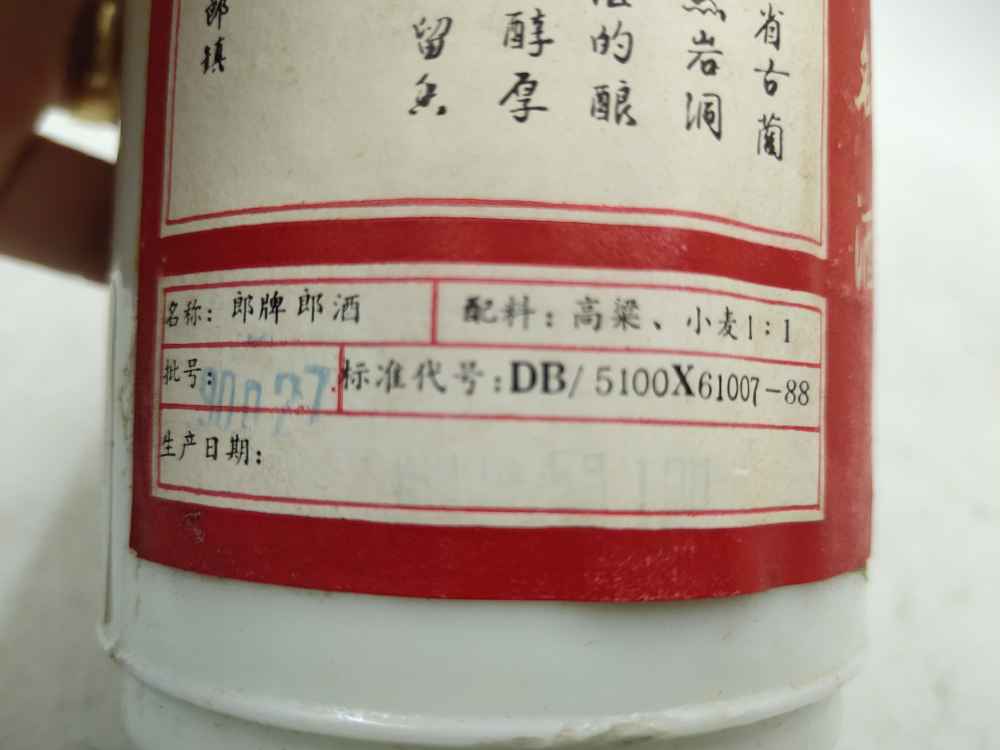 省古蔺
岩洞
的酿
醇厚
留
郎镇
酒
名称：郎牌郎酒
配料：高粱、小麦1：1
批号：
标准代号：DB/5100X61007-88
生产日期：